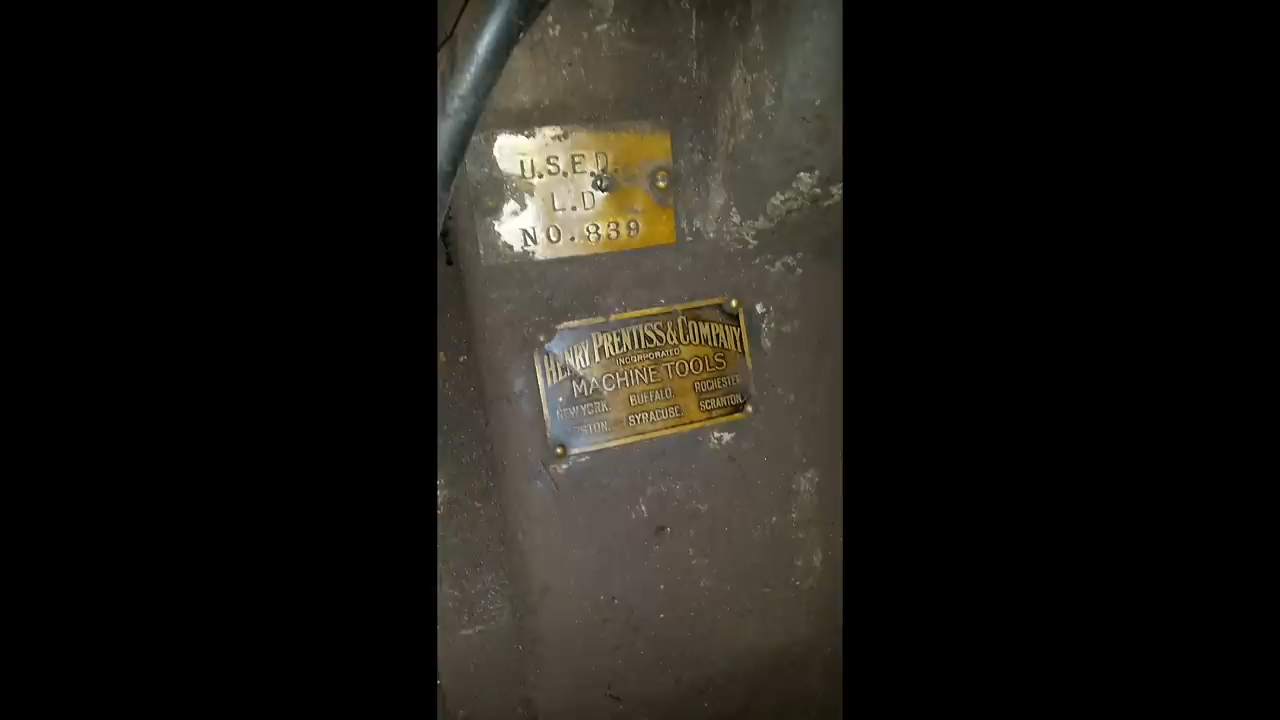 U.S.E.D.
L.D
NO.839
HENRY PRENTISS & COMPANY
INCORPORATED
MACHINE TOOLS
NEW YORK. BUFFALO. ROCHESTER
SYRACUSE. SCRANTON.